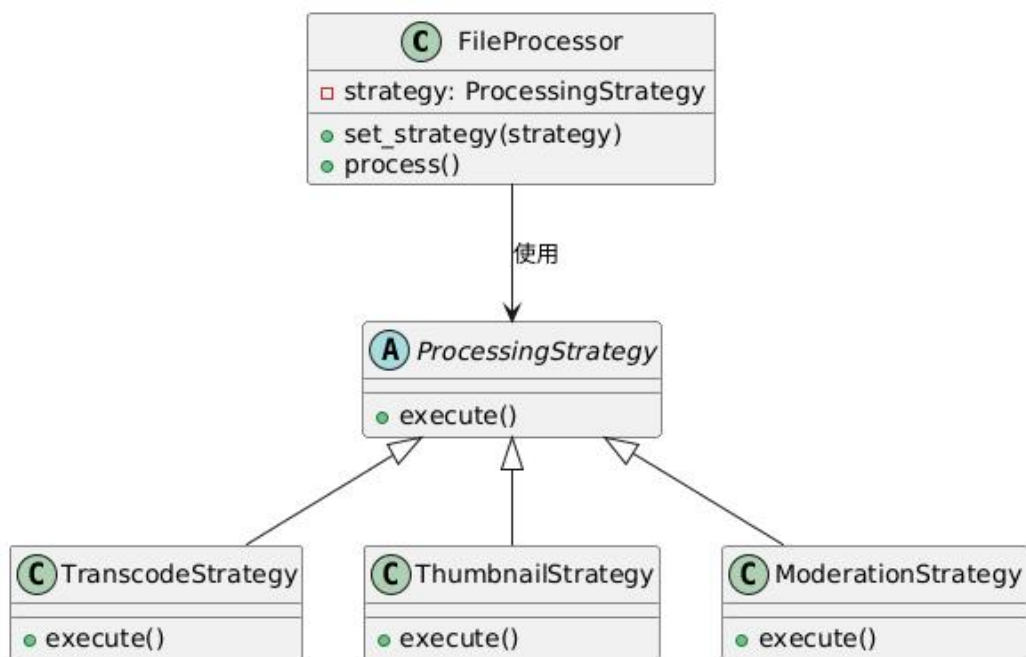 C FileProcessor
strategy: ProcessingStrategy
set_strategy(strategy)
process()
使用
A ProcessingStrategy
execute()
C TranscodeStrategy
C ThumbnailStrategy
C ModerationStrategy
execute()
execute()
execute()